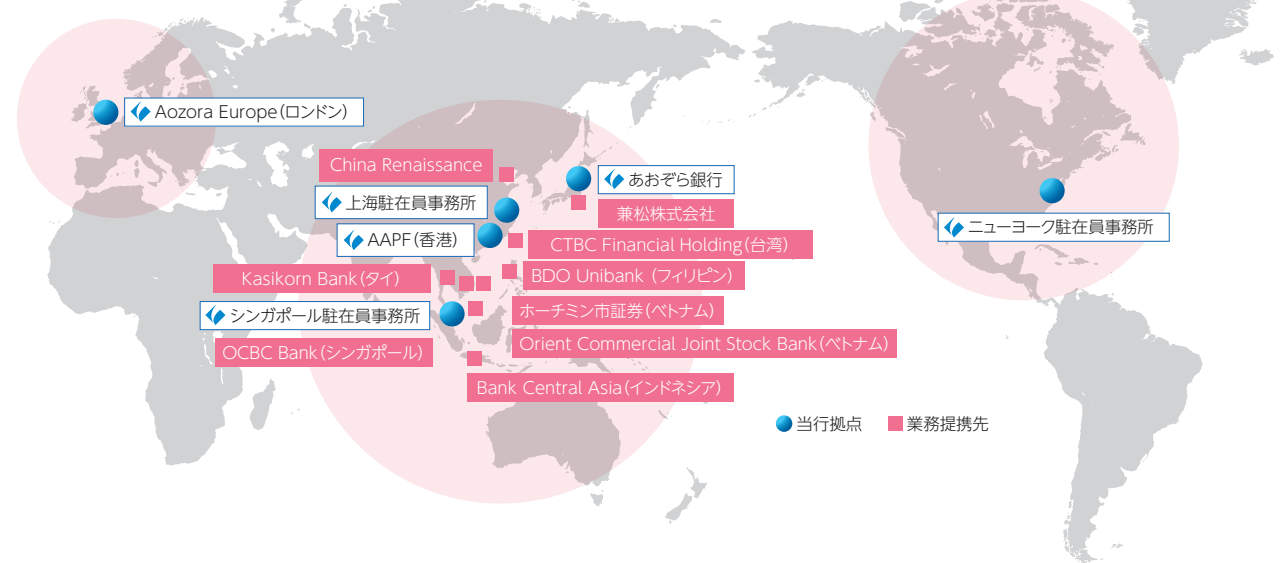 Aozora Europe(ロンドン)
China Renaissance
あおぞら銀行
上海駐在員事務所
兼松株式会社
ニューヨーク駐在員事務所
AAPF(香港)
CTBC Financial Holding(台湾)
Kasikorn Bank(タイ)
BDO Unibank (フィリピン)
シンガポール駐在員事務所
ホーチミン市証券(ベトナム)
OCBC Bank(シンガポール)
Orient Commercial Joint Stock Bank(ベトナム)
Bank Central Asia(インドネシア)
当行拠点
業務提携先